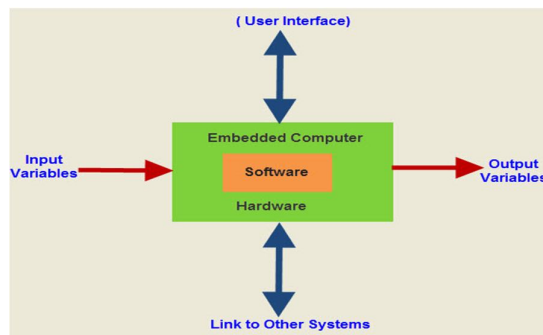 ( User Interface)
Embedded Computer
Input
Variables
Software
Output
Variables
Hardware
Link to Other Systems